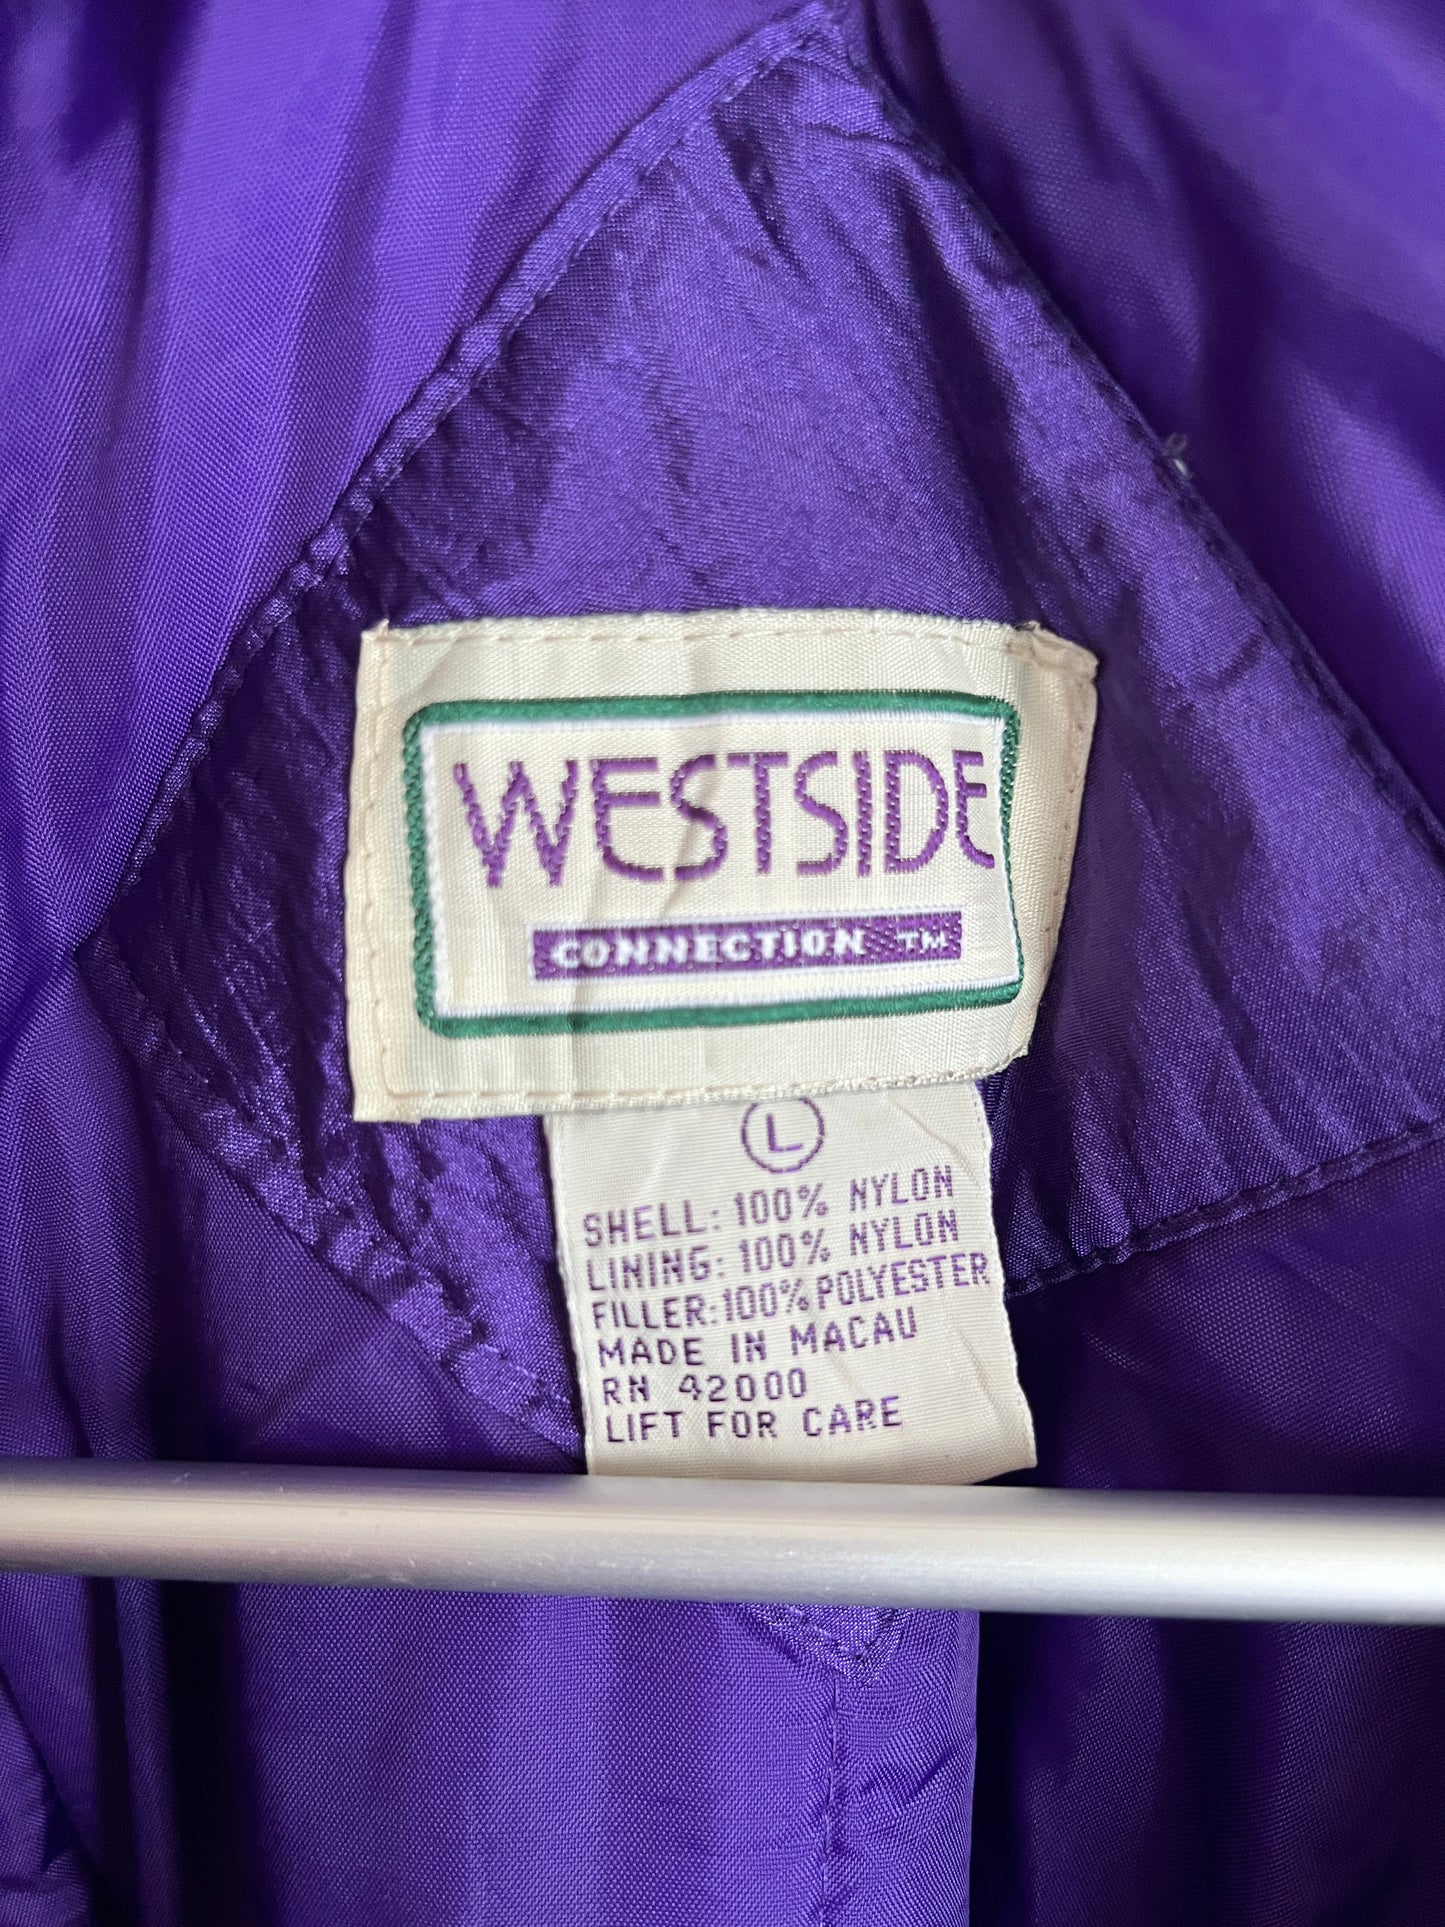 WESTSIDE
CONNECTION TM
L
SHELL: 100% NYLON
LINING: 100% NYLON
FILLER: 100% POLYESTER
MADE IN MACAU
RN 42000
LIFT FOR CARE